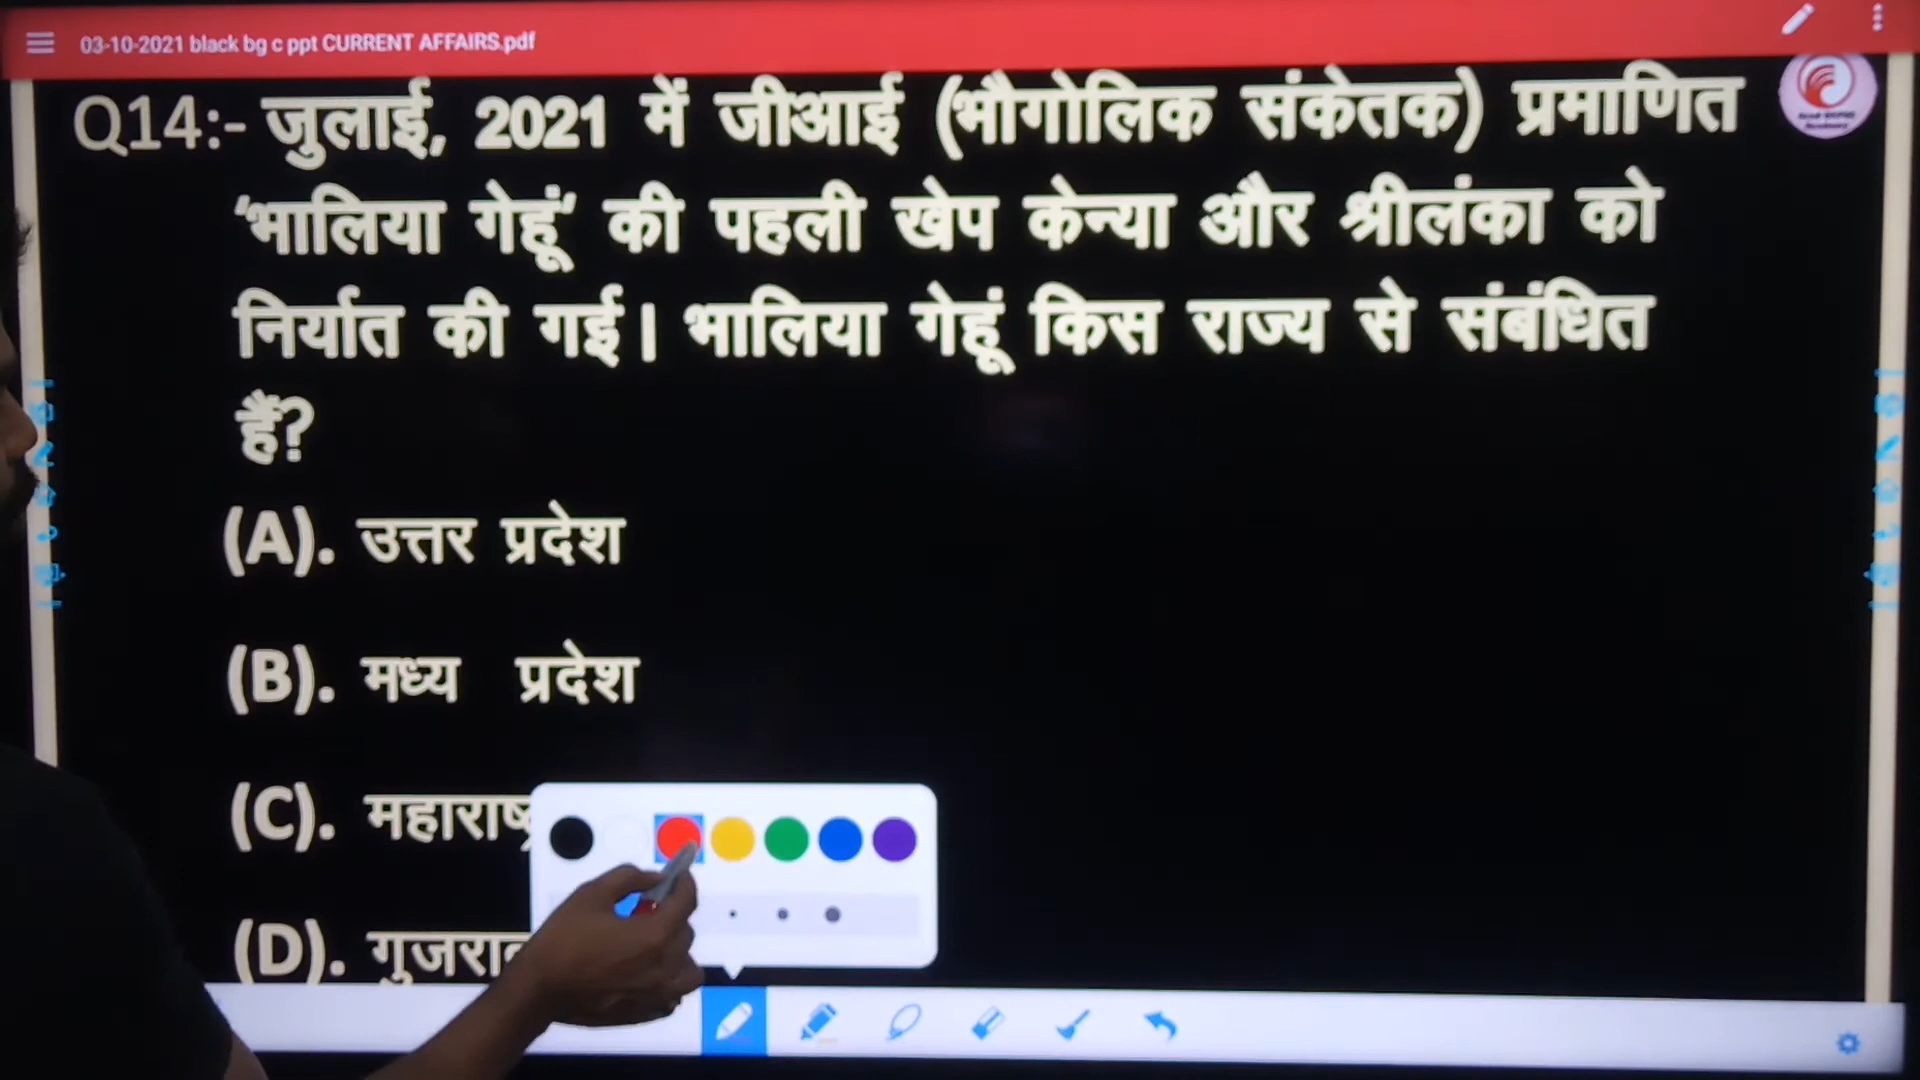 03-10-2021 black bg c ppt CURRENT AFFAIRS.pdf
Q14:- जुलाई, 2021 में जीआई (भौगोलिक संकेतक) प्रमाणित
‘भालिया गेहूं’ की पहली खेप केन्या और श्रीलंका को
निर्यात की गई। भालिया गेहूं किस राज्य से संबंधित
हैं?
(A). उत्तर प्रदेश
(B). मध्य प्रदेश
(C). महाराष्ट्र
(D). गुजरात